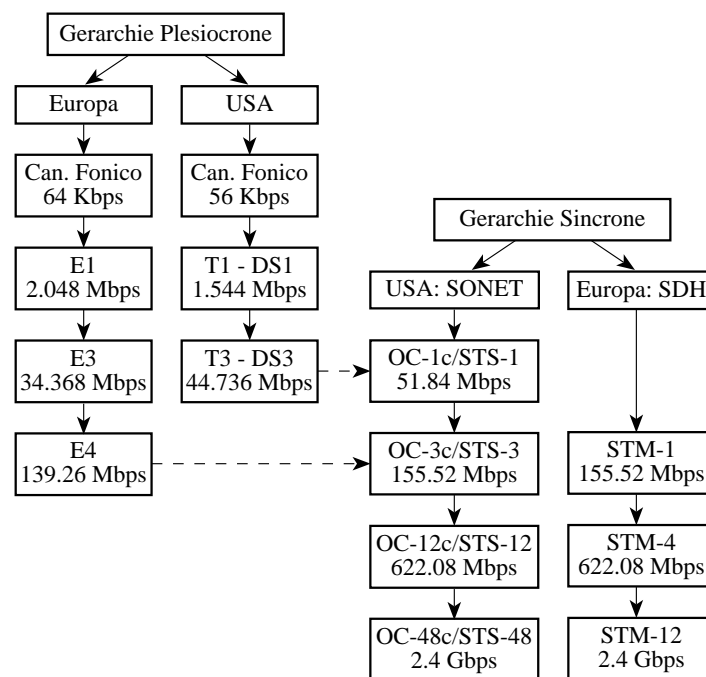 Gerarchie Plesiocrone
Europa
USA
Can. Fonico
64 Kbps
Can. Fonico
56 Kbps
E1
2.048 Mbps
T1 - DS1
1.544 Mbps
E3
34.368 Mbps
T3 - DS3
44.736 Mbps
E4
139.26 Mbps
Gerarchie Sincrone
USA: SONET
Europa: SDH
OC-1c/STS-1
51.84 Mbps
OC-3c/STS-3
155.52 Mbps
STM-1
155.52 Mbps
OC-12c/STS-12
622.08 Mbps
STM-4
622.08 Mbps
OC-48c/STS-48
2.4 Gbps
STM-12
2.4 Gbps